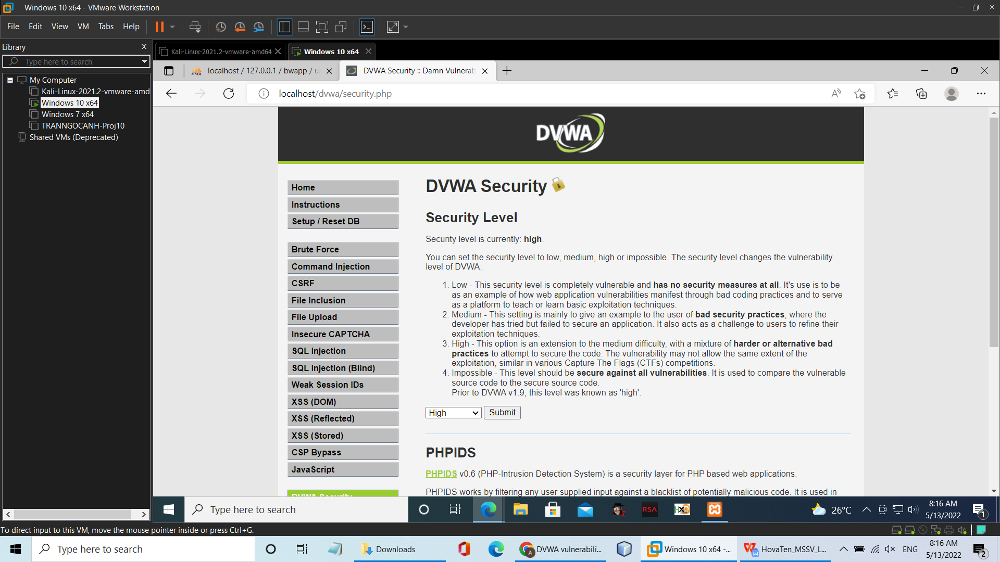 Windows 10 x64 - VMware Workstation
File Edit View VM Tabs Help
Library
Type here to search
My Computer
Kali-Linux-2021.2-vmware-amd
Windows 10 x64
Windows 7 x64
TRANNGOCANH-Proj10
Shared VMs (Deprecated)
Kali-Linux-2021.2-vmware-amd64
Windows 10 x64
PMA
localhost / 127.0.0.1 / bwapp / us
DVWA Security :: Damn Vulnerab
localhost/dvwa/security.php
DVWA
Home
Instructions
Setup / Reset DB
Brute Force
Command Injection
CSRF
File Inclusion
File Upload
Insecure CAPTCHA
SQL Injection
SQL Injection (Blind)
Weak Session IDs
XSS (DOM)
XSS (Reflected)
XSS (Stored)
CSP Bypass
JavaScript
DVWA Security
DVWA Security
Security Level
Security level is currently: high.
You can set the security level to low, medium, high or impossible. The security level changes the vulnerability
level of DVWA:
1. Low - This security level is completely vulnerable and has no security measures at all. It's use is to be
as an example of how web application vulnerabilities manifest through bad coding practices and to serve
as a platform to teach or learn basic exploitation techniques.
2. Medium - This setting is mainly to give an example to the user of bad security practices, where the
developer has tried but failed to secure an application. It also acts as a challenge to users to refine their
exploitation techniques.
3. High - This option is an extension to the medium difficulty, with a mixture of harder or alternative bad
practices to attempt to secure the code. The vulnerability may not allow the same extent of the
exploitation, similar in various Capture The Flags (CTFs) competitions.
4. Impossible - This level should be secure against all vulnerabilities. It is used to compare the vulnerable
source code to the secure source code.
Prior to DVWA v1.9, this level was known as 'high'.
High
Submit
PHPIDS
PHPIDS v0.6 (PHP-Intrusion Detection System) is a security layer for PHP based web applications.
PHPIDS works by filtering any user supplied input against a blacklist of potentially malicious code. It is used in
Type here to search
RSA
HxD
26°C
8:16 AM
5/13/2022
1
To direct input to this VM, move the mouse pointer inside or press Ctrl+G.
Type here to search
Downloads
DVWA vulnerabili...
Windows 10 x64 -...
HovaTen_MSSV_L...
ENG
8:16 AM
5/13/2022
2